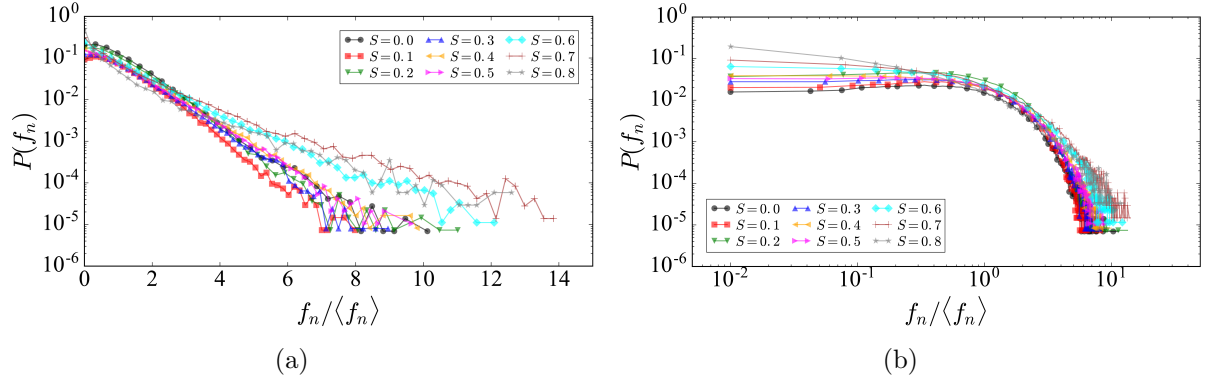 10^0
10^{-1}
10^{-2}
10^{-3}
10^{-4}
10^{-5}
10^{-6}
P(f_n)
0 2 4 6 8 10 12 14
f_n/⟨f_n⟩
S=0.0 S=0.3 S=0.6
S=0.1 S=0.4 S=0.7
S=0.2 S=0.5 S=0.8
(a)
10^0
10^{-1}
10^{-2}
10^{-3}
10^{-4}
10^{-5}
10^{-6}
P(f_n)
S=0.0 S=0.3 S=0.6
S=0.1 S=0.4 S=0.7
S=0.2 S=0.5 S=0.8
10^{-2} 10^{-1} 10^0 10^1
f_n/⟨f_n⟩
(b)